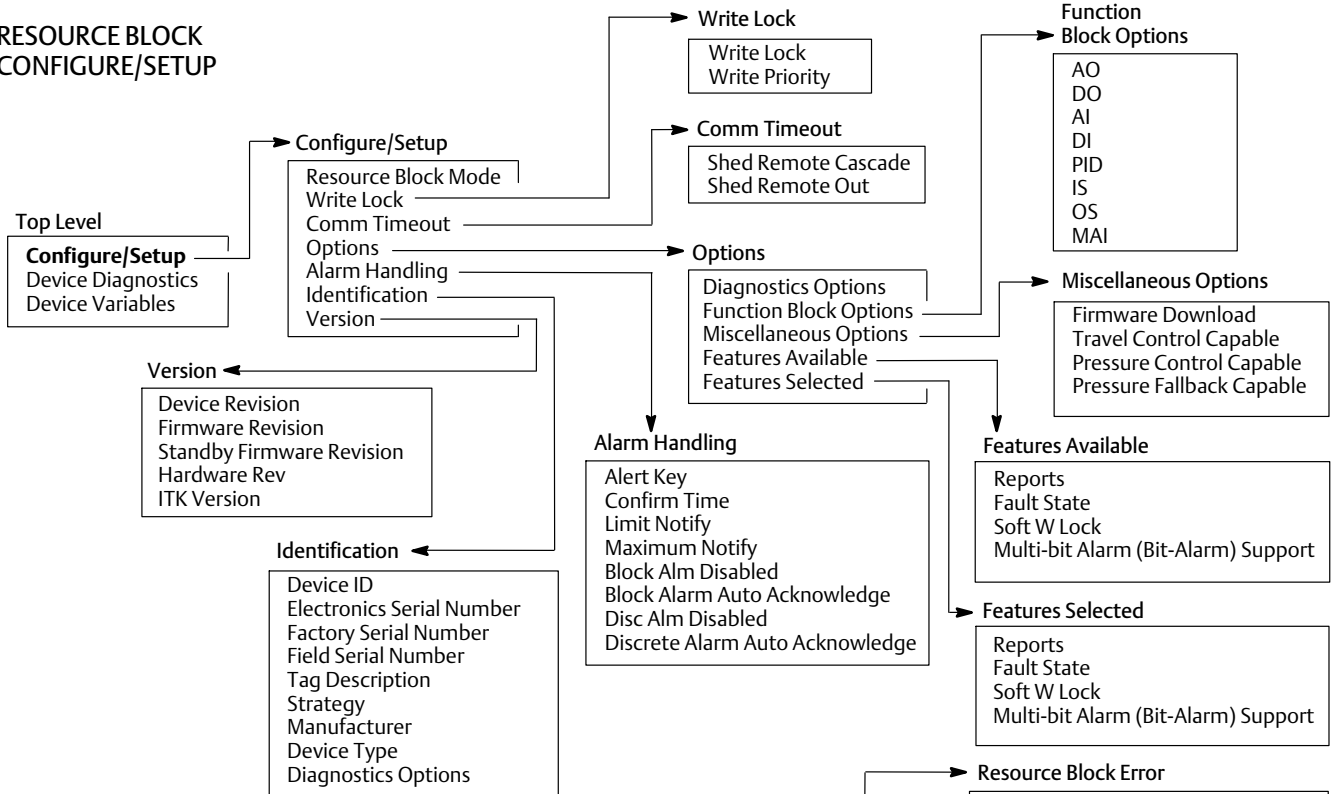 RESOURCE BLOCK
CONFIGURE/SETUP
Top Level
Configure/Setup
Device Diagnostics
Device Variables
Configure/Setup
Resource Block Mode
Write Lock
Comm Timeout
Options
Alarm Handling
Identification
Version
Write Lock
Write Lock
Write Priority
Comm Timeout
Shed Remote Cascade
Shed Remote Out
Options
Diagnostics Options
Function Block Options
Miscellaneous Options
Features Available
Features Selected
Function
Block Options
AO
DO
AI
DI
PID
IS
OS
MAI
Miscellaneous Options
Firmware Download
Travel Control Capable
Pressure Control Capable
Pressure Fallback Capable
Version
Device Revision
Firmware Revision
Standby Firmware Revision
Hardware Rev
ITK Version
Alarm Handling
Alert Key
Confirm Time
Limit Notify
Maximum Notify
Block Alm Disabled
Block Alarm Auto Acknowledge
Disc Alm Disabled
Discrete Alarm Auto Acknowledge
Features Available
Reports
Fault State
Soft W Lock
Multi-bit Alarm (Bit-Alarm) Support
Identification
Device ID
Electronics Serial Number
Factory Serial Number
Field Serial Number
Tag Description
Strategy
Manufacturer
Device Type
Diagnostics Options
Features Selected
Reports
Fault State
Soft W Lock
Multi-bit Alarm (Bit-Alarm) Support
Resource Block Error